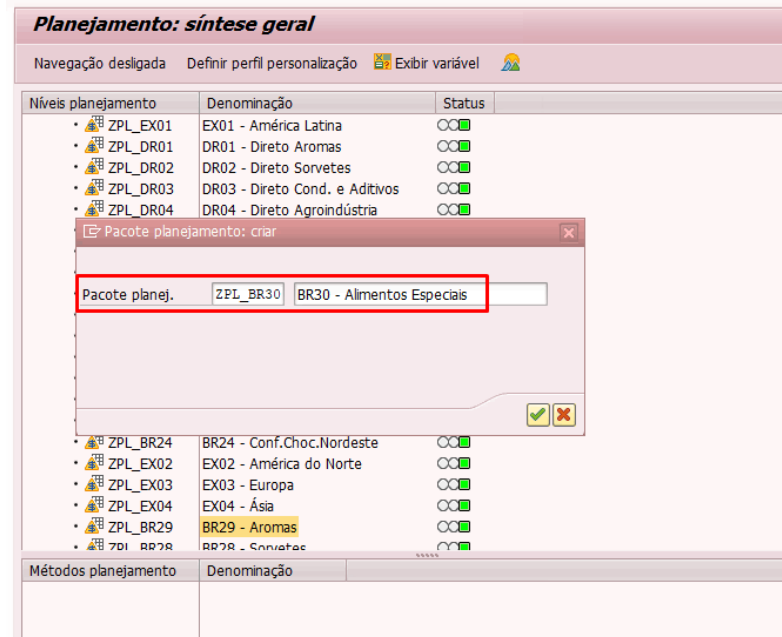 Planejamento: síntese geral
Navegação desligada Definir perfil personalização Exibir variável
Níveis planejamento Denominação Status
ZPL_EX01 EX01 - América Latina
ZPL_DR01 DR01 - Direto Aromas
ZPL_DR02 DR02 - Direto Sorvetes
ZPL_DR03 DR03 - Direto Cond. e Aditivos
ZPL_DR04 DR04 - Direto Agroindústria
Pacote planejamento: criar
Pacote planej. ZPL_BR30 BR30 - Alimentos Especiais
ZPL_BR24 BR24 - Conf.Choc.Nordeste
ZPL_EX02 EX02 - América do Norte
ZPL_EX03 EX03 - Europa
ZPL_EX04 EX04 - Ásia
ZPL_BR29 BR29 - Aromas
ZPL_BR28 BR28 - Sorvetes
Métodos planejamento Denominação